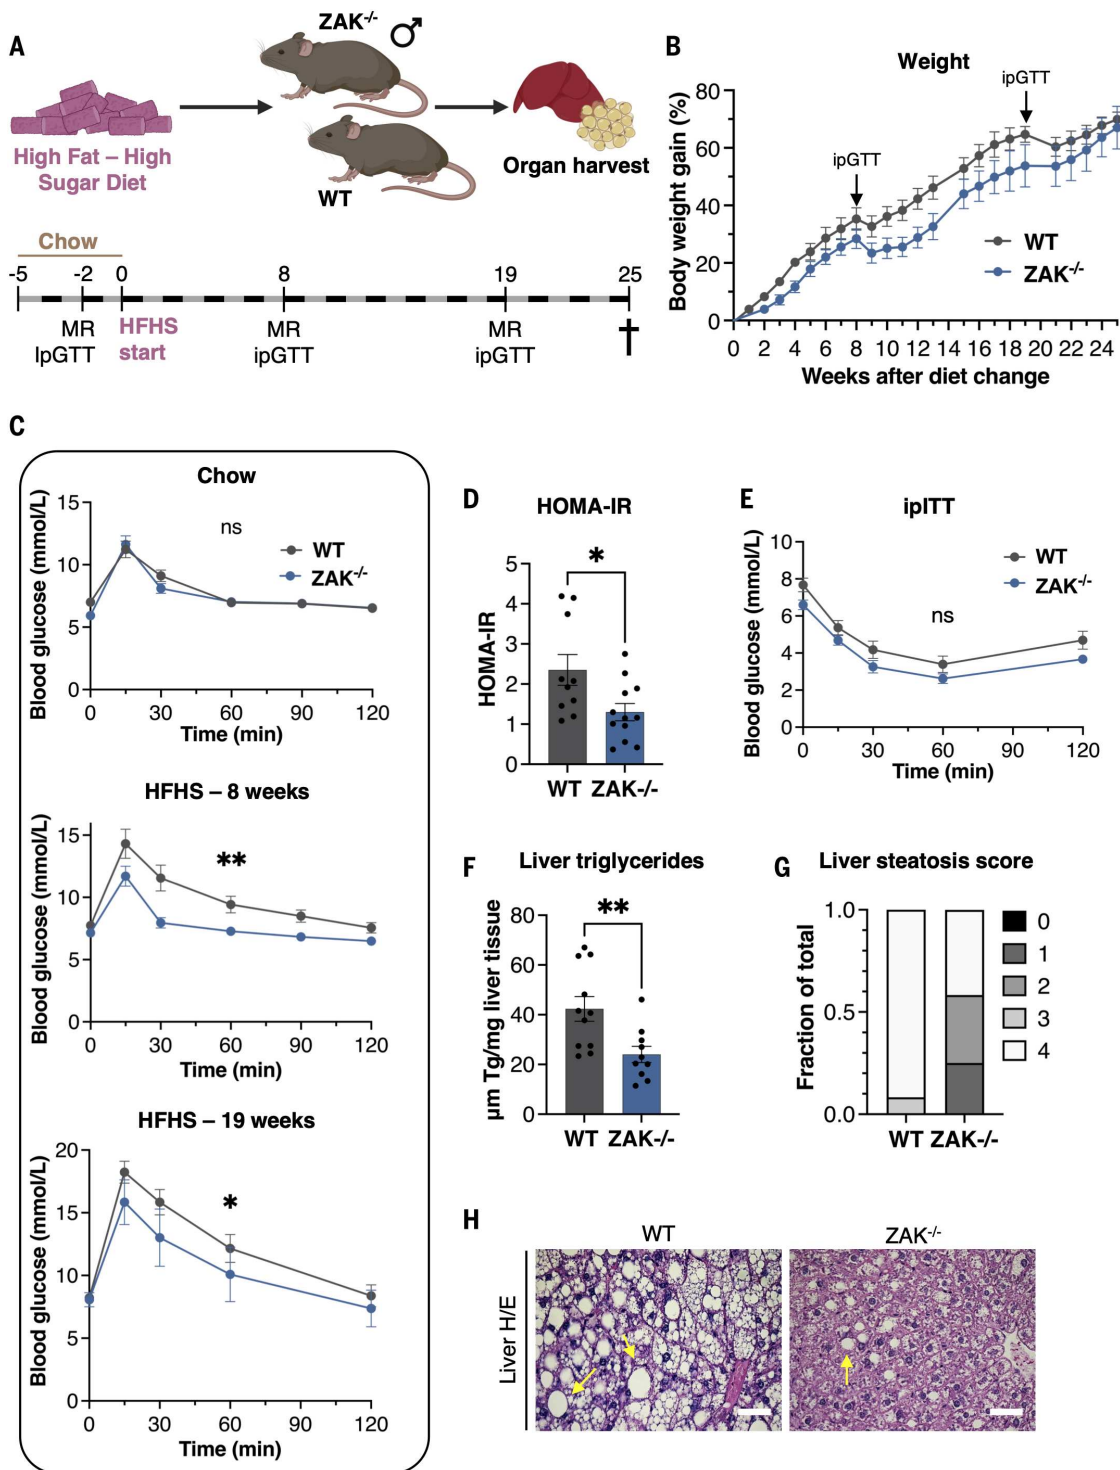 A
ZAK-/-
♂
High Fat – High
Sugar Diet
WT
Organ harvest
Chow
-5 -2 0 8 19 25
MR HFHS MR MR †
IpGTT start ipGTT ipGTT
B
Weight
Body weight gain (%)
80
60
40
20
0
ipGTT
ipGTT
WT
ZAK-/-
0 2 4 6 8 10 12 14 16 18 20 22 24
Weeks after diet change
C
Chow
Blood glucose (mmol/L)
15
10
5
0
ns
WT
ZAK-/-
0 30 60 90 120
Time (min)
HFHS – 8 weeks
Blood glucose (mmol/L)
15
10
5
0
**
0 30 60 90 120
Time (min)
HFHS – 19 weeks
Blood glucose (mmol/L)
20
15
10
5
0
*
0 30 60 90 120
Time (min)
D
HOMA-IR
HOMA-IR
5
4
3
2
1
0
*
WT ZAK-/-
E
ipITT
Blood glucose (mmol/L)
10
8
6
4
2
0
WT
ZAK-/-
ns
0 30 60 90 120
Time (min)
F
Liver triglycerides
µm Tg/mg liver tissue
80
60
40
20
0
**
WT ZAK-/-
G
Liver steatosis score
Fraction of total
1.0
0.5
0.0
0
1
2
3
4
WT ZAK-/-
H
WT ZAK-/-
Liver H/E